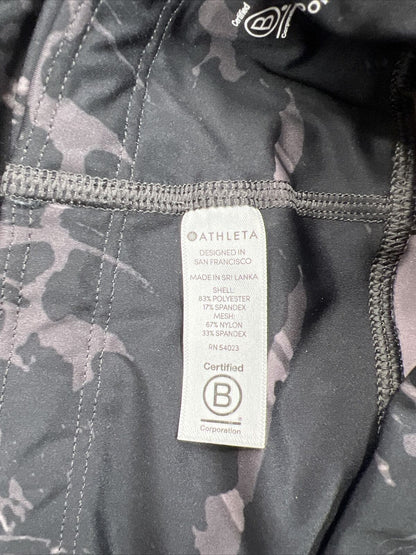 Certified
B
ATHLETA
DESIGNED IN
SAN FRANCISCO
MADE IN SRI LANKA
SHELL:
83% POLYESTER
17% SPANDEX
MESH:
67% NYLON
33% SPANDEX
RN 54023
Certified
B
Corporation